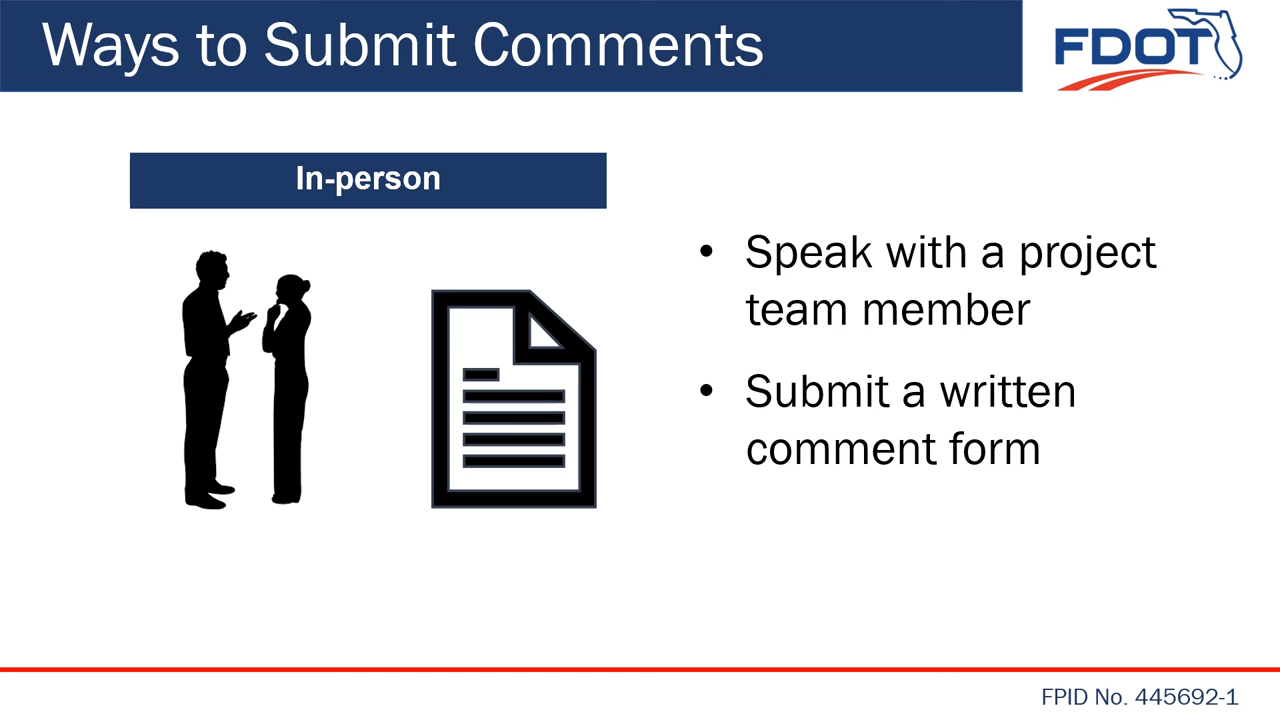 Ways to Submit Comments
FDOT
In-person
• Speak with a project
team member
• Submit a written
comment form
FPID No. 445692-1